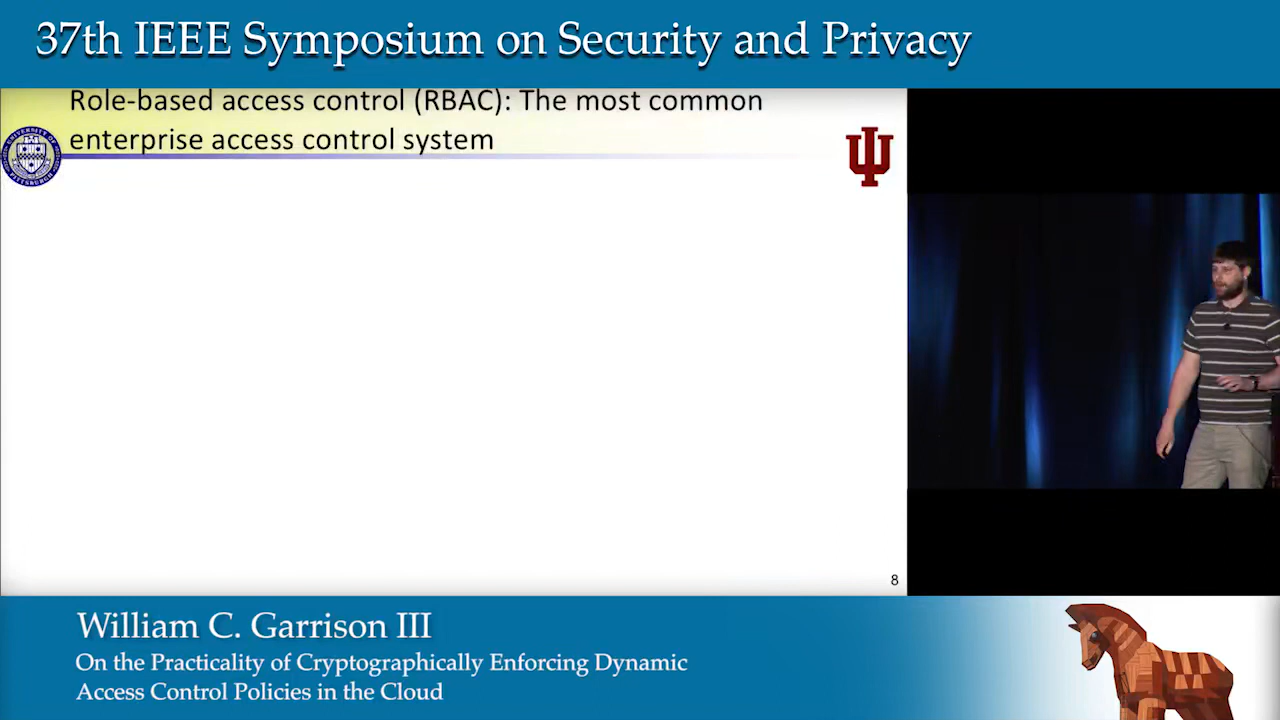 37th IEEE Symposium on Security and Privacy
Role-based access control (RBAC): The most common
enterprise access control system
8
William C. Garrison III
On the Practicality of Cryptographically Enforcing Dynamic
Access Control Policies in the Cloud